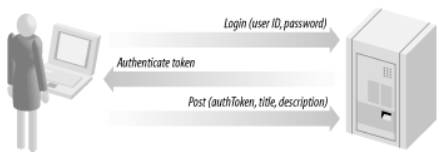 Login (user ID, password)
Authenticate token
Post (authToken, title, description)